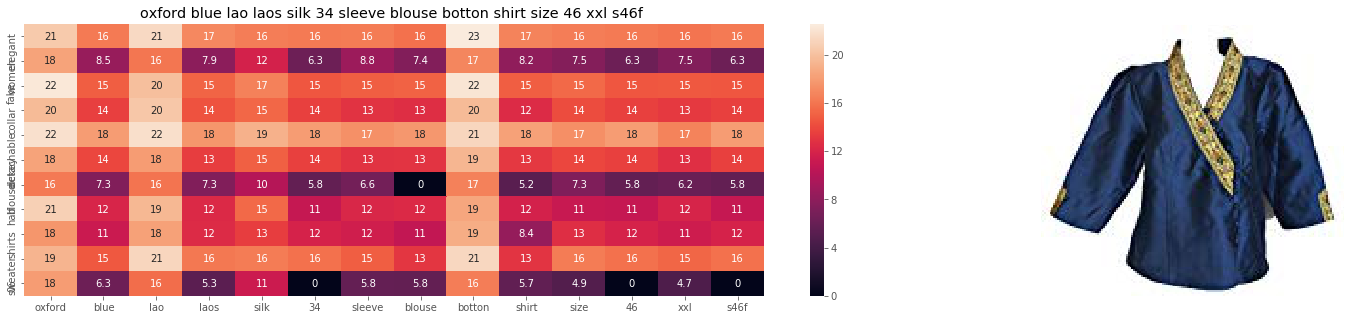 oxford blue lao laos silk 34 sleeve blouse botton shirt size 46 xxl s46f
elegant 21 16 21 17 16 16 16 16 23 17 16 16 16 16
women 18 8.5 16 7.9 12 6.3 8.8 7.4 17 8.2 7.5 6.3 7.5 6.3
fake 22 15 20 15 17 15 15 15 22 15 15 15 15 15
collar 20 14 20 14 15 14 13 13 20 12 14 14 13 14
22 18 22 18 19 18 17 18 21 18 17 18 17 18
18 14 18 13 15 14 13 13 19 13 14 14 13 14
blouse 16 7.3 16 7.3 10 5.8 6.6 0 17 5.2 7.3 5.8 6.2 5.8
half 21 12 19 12 15 11 12 12 19 12 11 11 12 11
shirts 18 11 18 12 13 12 12 11 19 8.4 13 12 11 12
sweater 19 15 21 16 16 16 15 13 21 13 16 16 15 16
18 6.3 16 5.3 11 0 5.8 5.8 16 5.7 4.9 0 4.7 0
oxford blue lao laos silk 34 sleeve blouse botton shirt size 46 xxl s46f
20
16
12
8
4
0